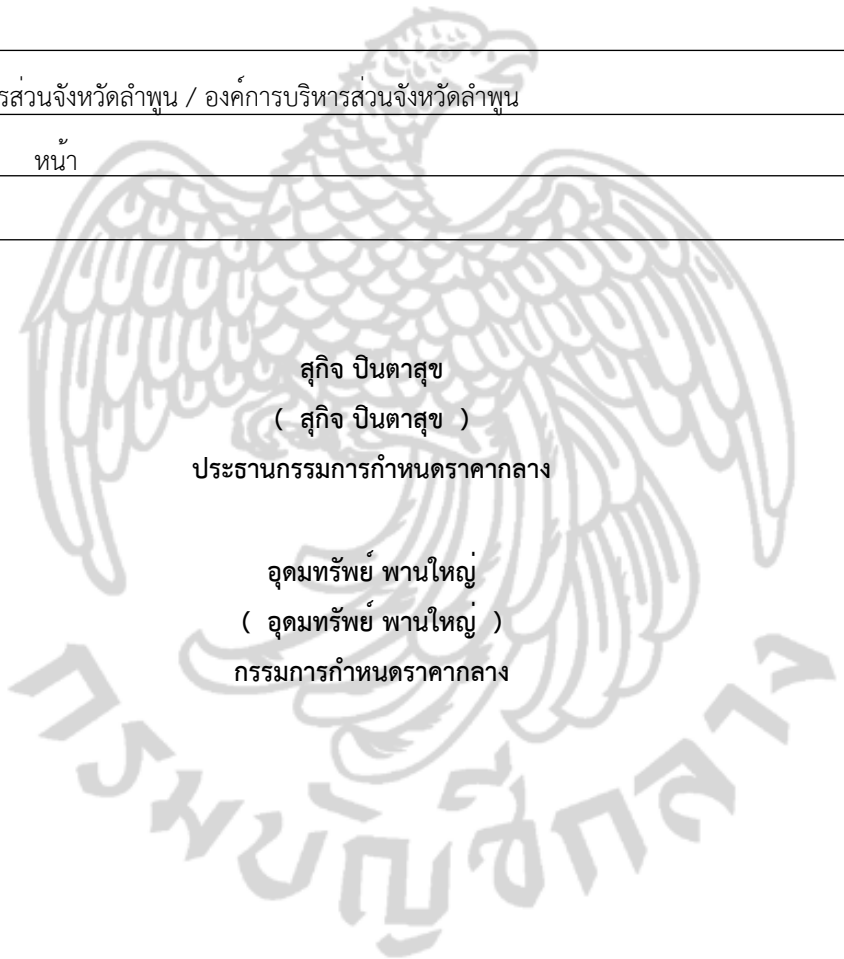 รส่วนจังหวัดลำพูน / องค์การบริหารส่วนจังหวัดลำพูน
หน้า
สุกิจ ปินตาสุข
( สุกิจ ปินตาสุข )
ประธานกรรมการกำหนดราคากลาง
อุดมทรัพย์ พานใหญ่
( อุดมทรัพย์ พานใหญ่ )
กรรมการกำหนดราคากลาง
กรมบัญชีกลาง